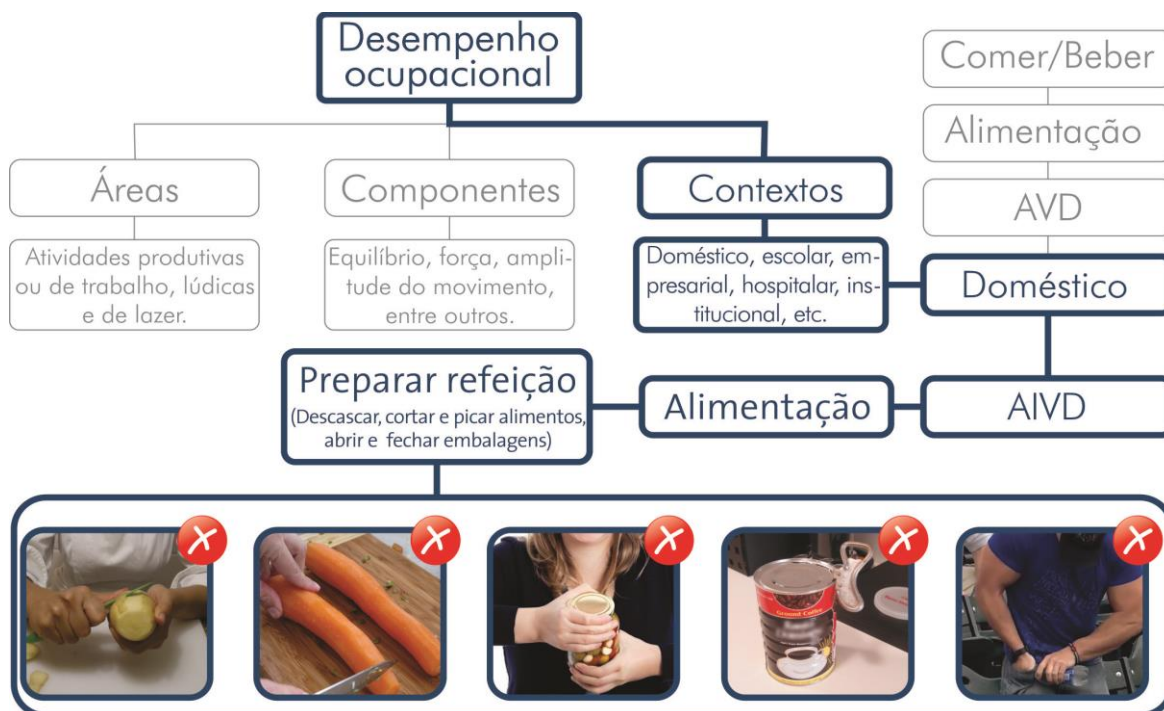 Desempenho
ocupacional
Comer/Beber
Alimentação
AVD
Áreas
Componentes
Contextos
Atividades produtivas
ou de trabalho, lúdicas
e de lazer.
Equilíbrio, força, ampli-
tude do movimento,
entre outros.
Doméstico, escolar, em-
presarial, hospitalar, ins-
titucional, etc.
Doméstico
Preparar refeição
(Descascar, cortar e picar alimentos,
abrir e fechar embalagens)
Alimentação
AIVD
Ground Coffee